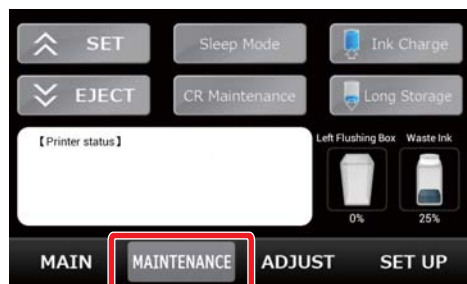 SET
Sleep Mode
Ink Charge
EJECT
CR Maintenance
Long Storage
【Printer status】
Left Flushing Box
Waste Ink
0%
25%
MAIN
MAINTENANCE
ADJUST
SET UP